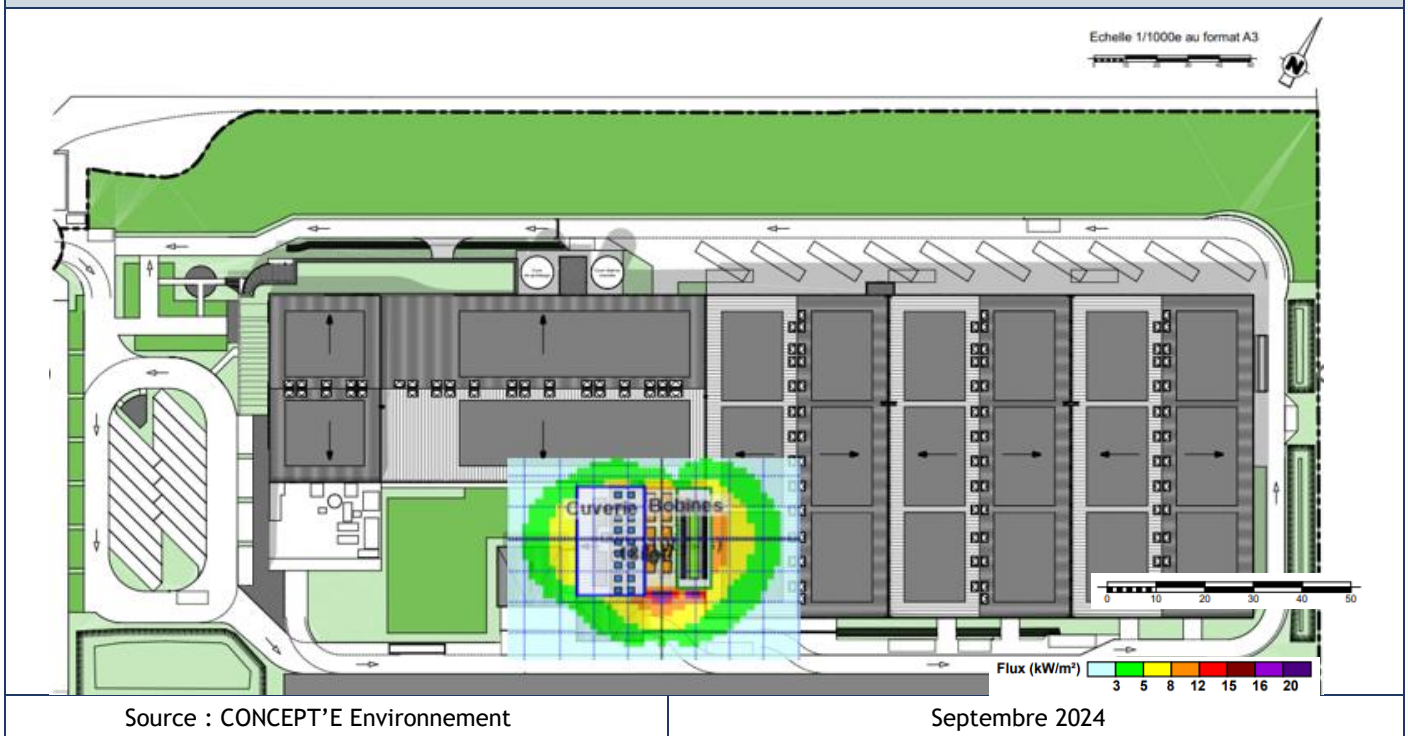 Echelle 1/1000e au format A3
N
Cuverie Bobines
0 10 20 30 40 50
Flux (kW/m²)
3 5 8 12 15 16 20
Source : CONCEPT'E Environnement
Septembre 2024